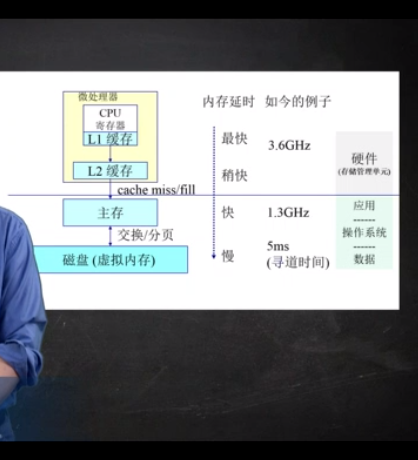 微处理器
CPU
寄存器
L1 缓存
L2 缓存
cache miss/fill
主存
交换/分页
磁盘 (虚拟内存)
内存延时 如今的例子
最快
3.6GHz
稍快
快
1.3GHz
慢
5ms
(寻道时间)
硬件
(存储管理单元)
应用
------
操作系统
------
数据